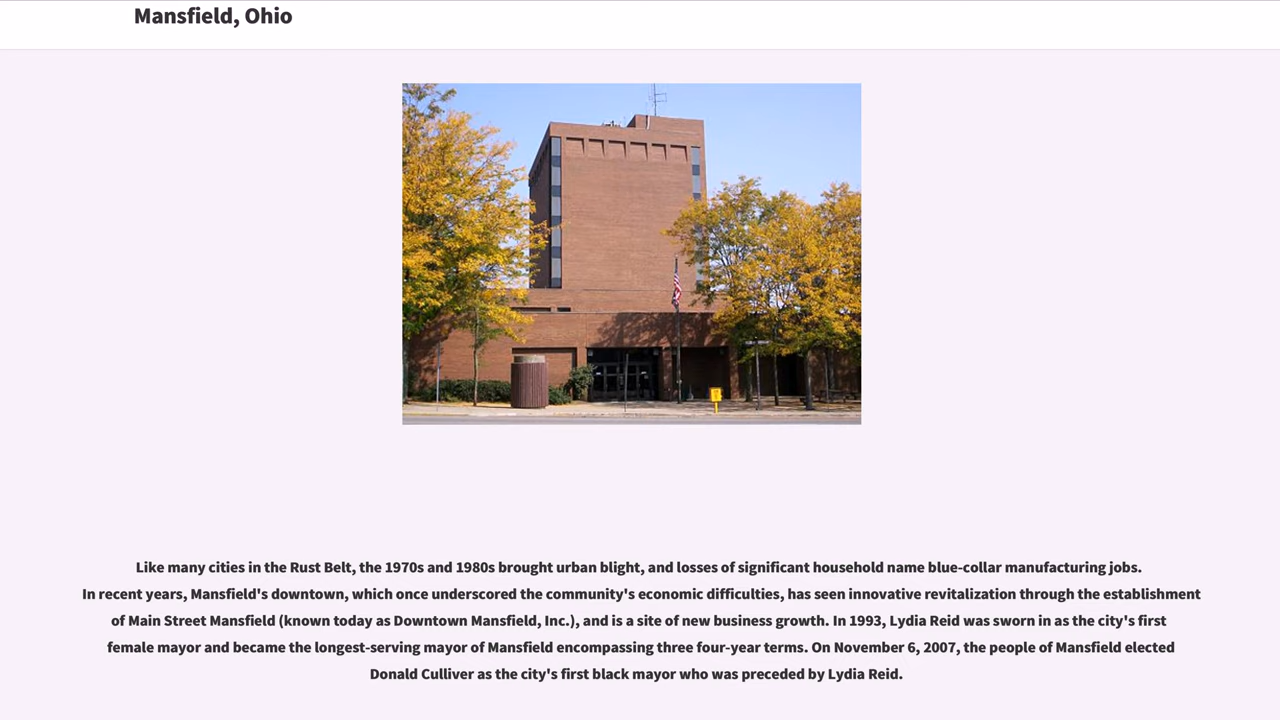 Mansfield, Ohio
Like many cities in the Rust Belt, the 1970s and 1980s brought urban blight, and losses of significant household name blue-collar manufacturing jobs.
In recent years, Mansfield's downtown, which once underscored the community's economic difficulties, has seen innovative revitalization through the establishment
of Main Street Mansfield (known today as Downtown Mansfield, Inc.), and is a site of new business growth. In 1993, Lydia Reid was sworn in as the city's first
female mayor and became the longest-serving mayor of Mansfield encompassing three four-year terms. On November 6, 2007, the people of Mansfield elected
Donald Culliver as the city's first black mayor who was preceded by Lydia Reid.